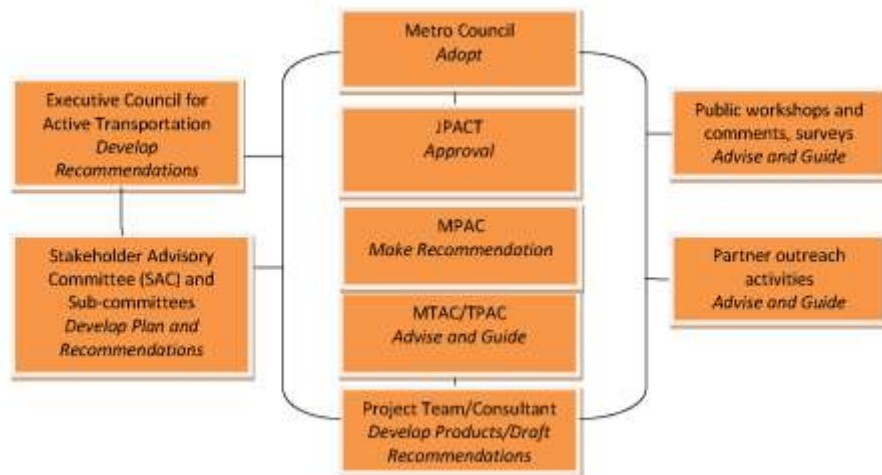 Metro Council
Adopt
Executive Council for
Active Transportation
Develop
Recommendations
JPACT
Approval
Public workshops and
comments, surveys
Advise and Guide
MPAC
Make Recommendation
Stakeholder Advisory
Committee (SAC) and
Sub-committees
Develop Plan and
Recommendations
Partner outreach
activities
Advise and Guide
MTAC/TPAC
Advise and Guide
Project Team/Consultant
Develop Products/Draft
Recommendations